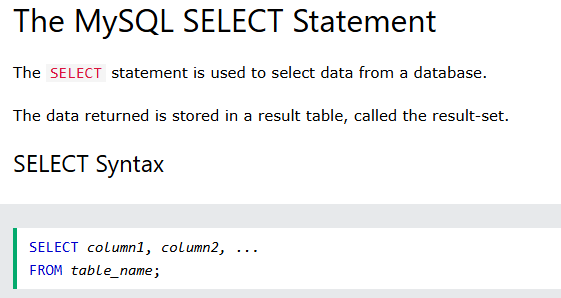 The MySQL SELECT Statement
The SELECT statement is used to select data from a database.
The data returned is stored in a result table, called the result-set.
SELECT Syntax
SELECT column1, column2, ...
FROM table_name;